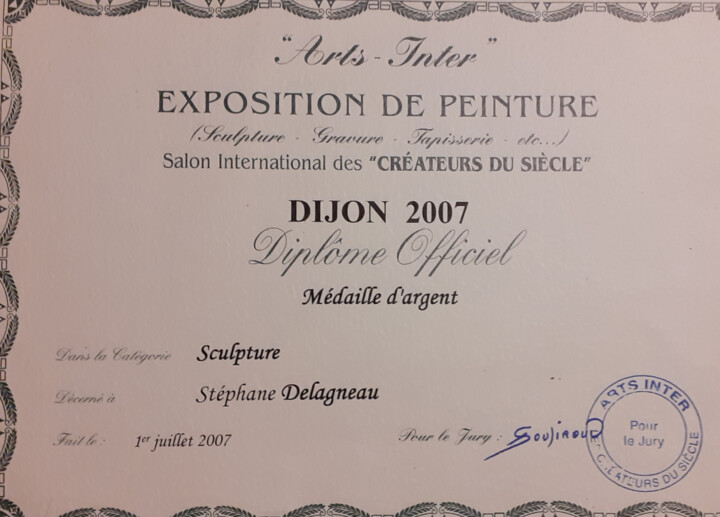 "Arts-Inter"
EXPOSITION DE PEINTURE
(Sculpture - Gravure - Tapisserie - etc...)
Salon International des "CRÉATEURS DU SIÈCLE"
DIJON 2007
Diplôme Officiel
Médaille d'argent
Dans la Catégorie Sculpture
Décerné à Stéphane Delagneau
Fait le : 1er juillet 2007
Pour le Jury :
ARTS INTER
Pour
le Jury
CRÉATEURS DU SIÈCLE